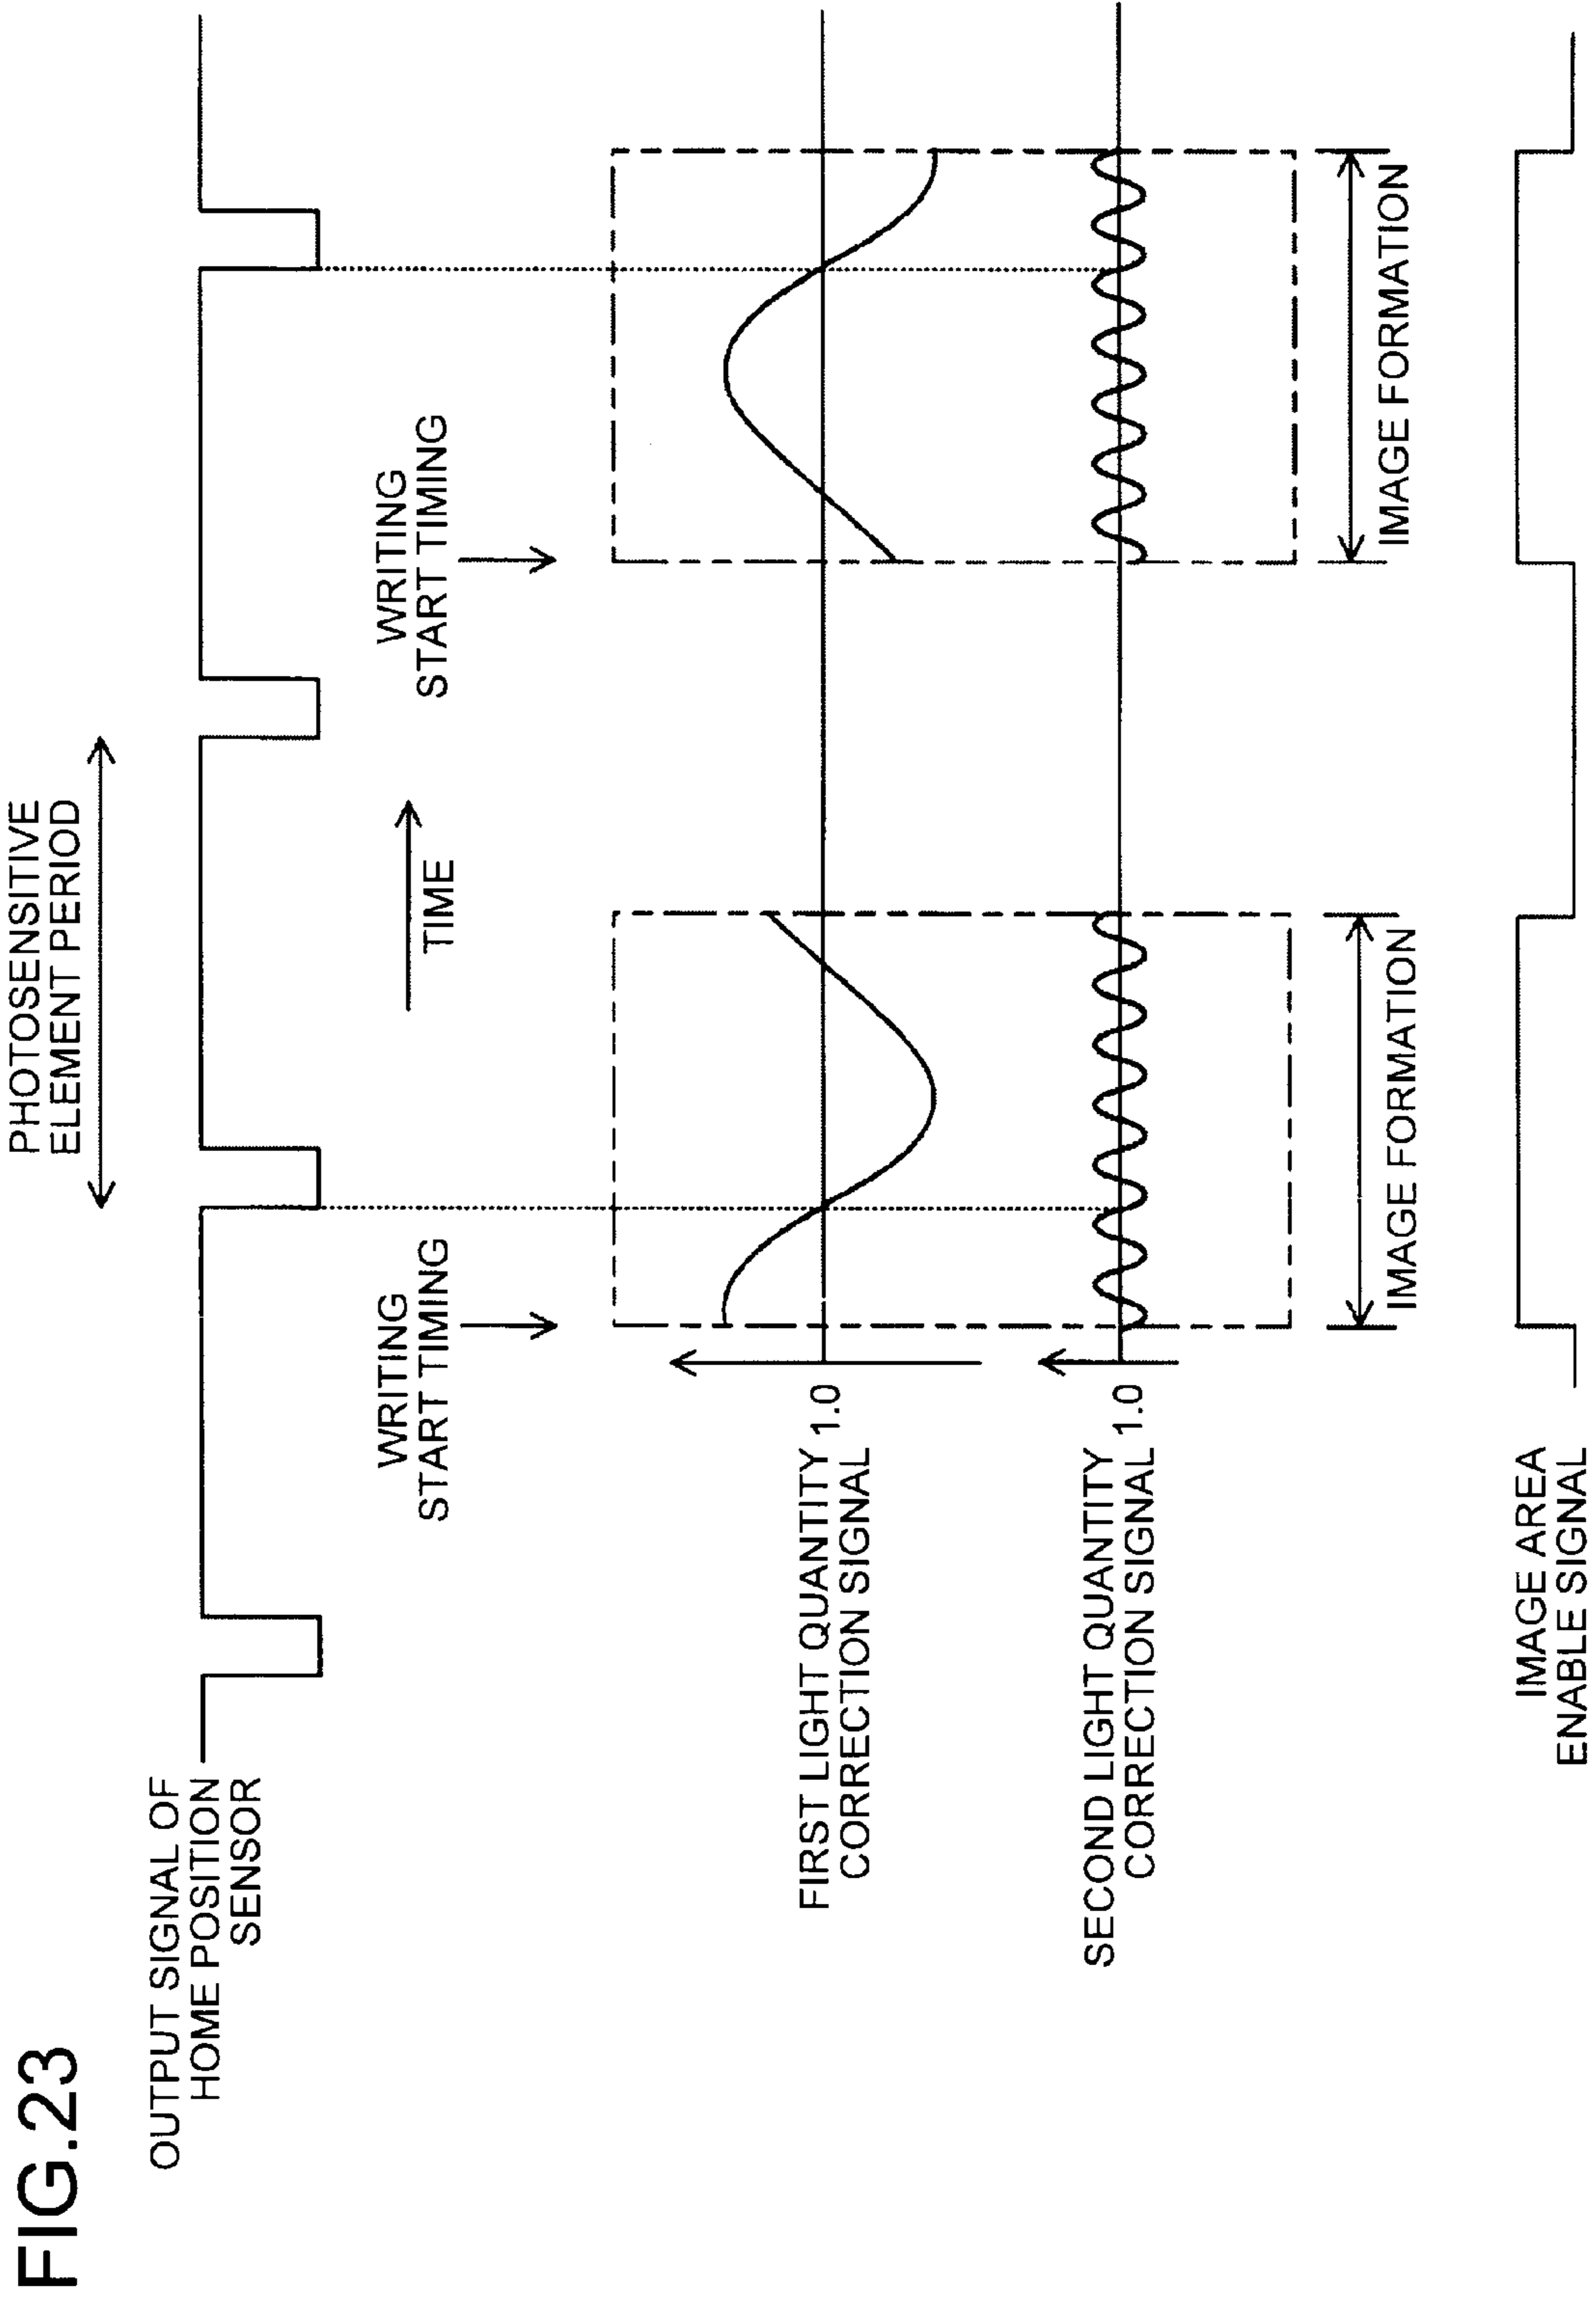 FIG.23
PHOTOSENSITIVE
ELEMENT PERIOD
OUTPUT SIGNAL OF
HOME POSITION
SENSOR
WRITING
START TIMING
TIME
WRITING
START TIMING
FIRST LIGHT QUANTITY 1.0
CORRECTION SIGNAL
SECOND LIGHT QUANTITY 1.0
CORRECTION SIGNAL
IMAGE FORMATION
IMAGE FORMATION
IMAGE AREA
ENABLE SIGNAL